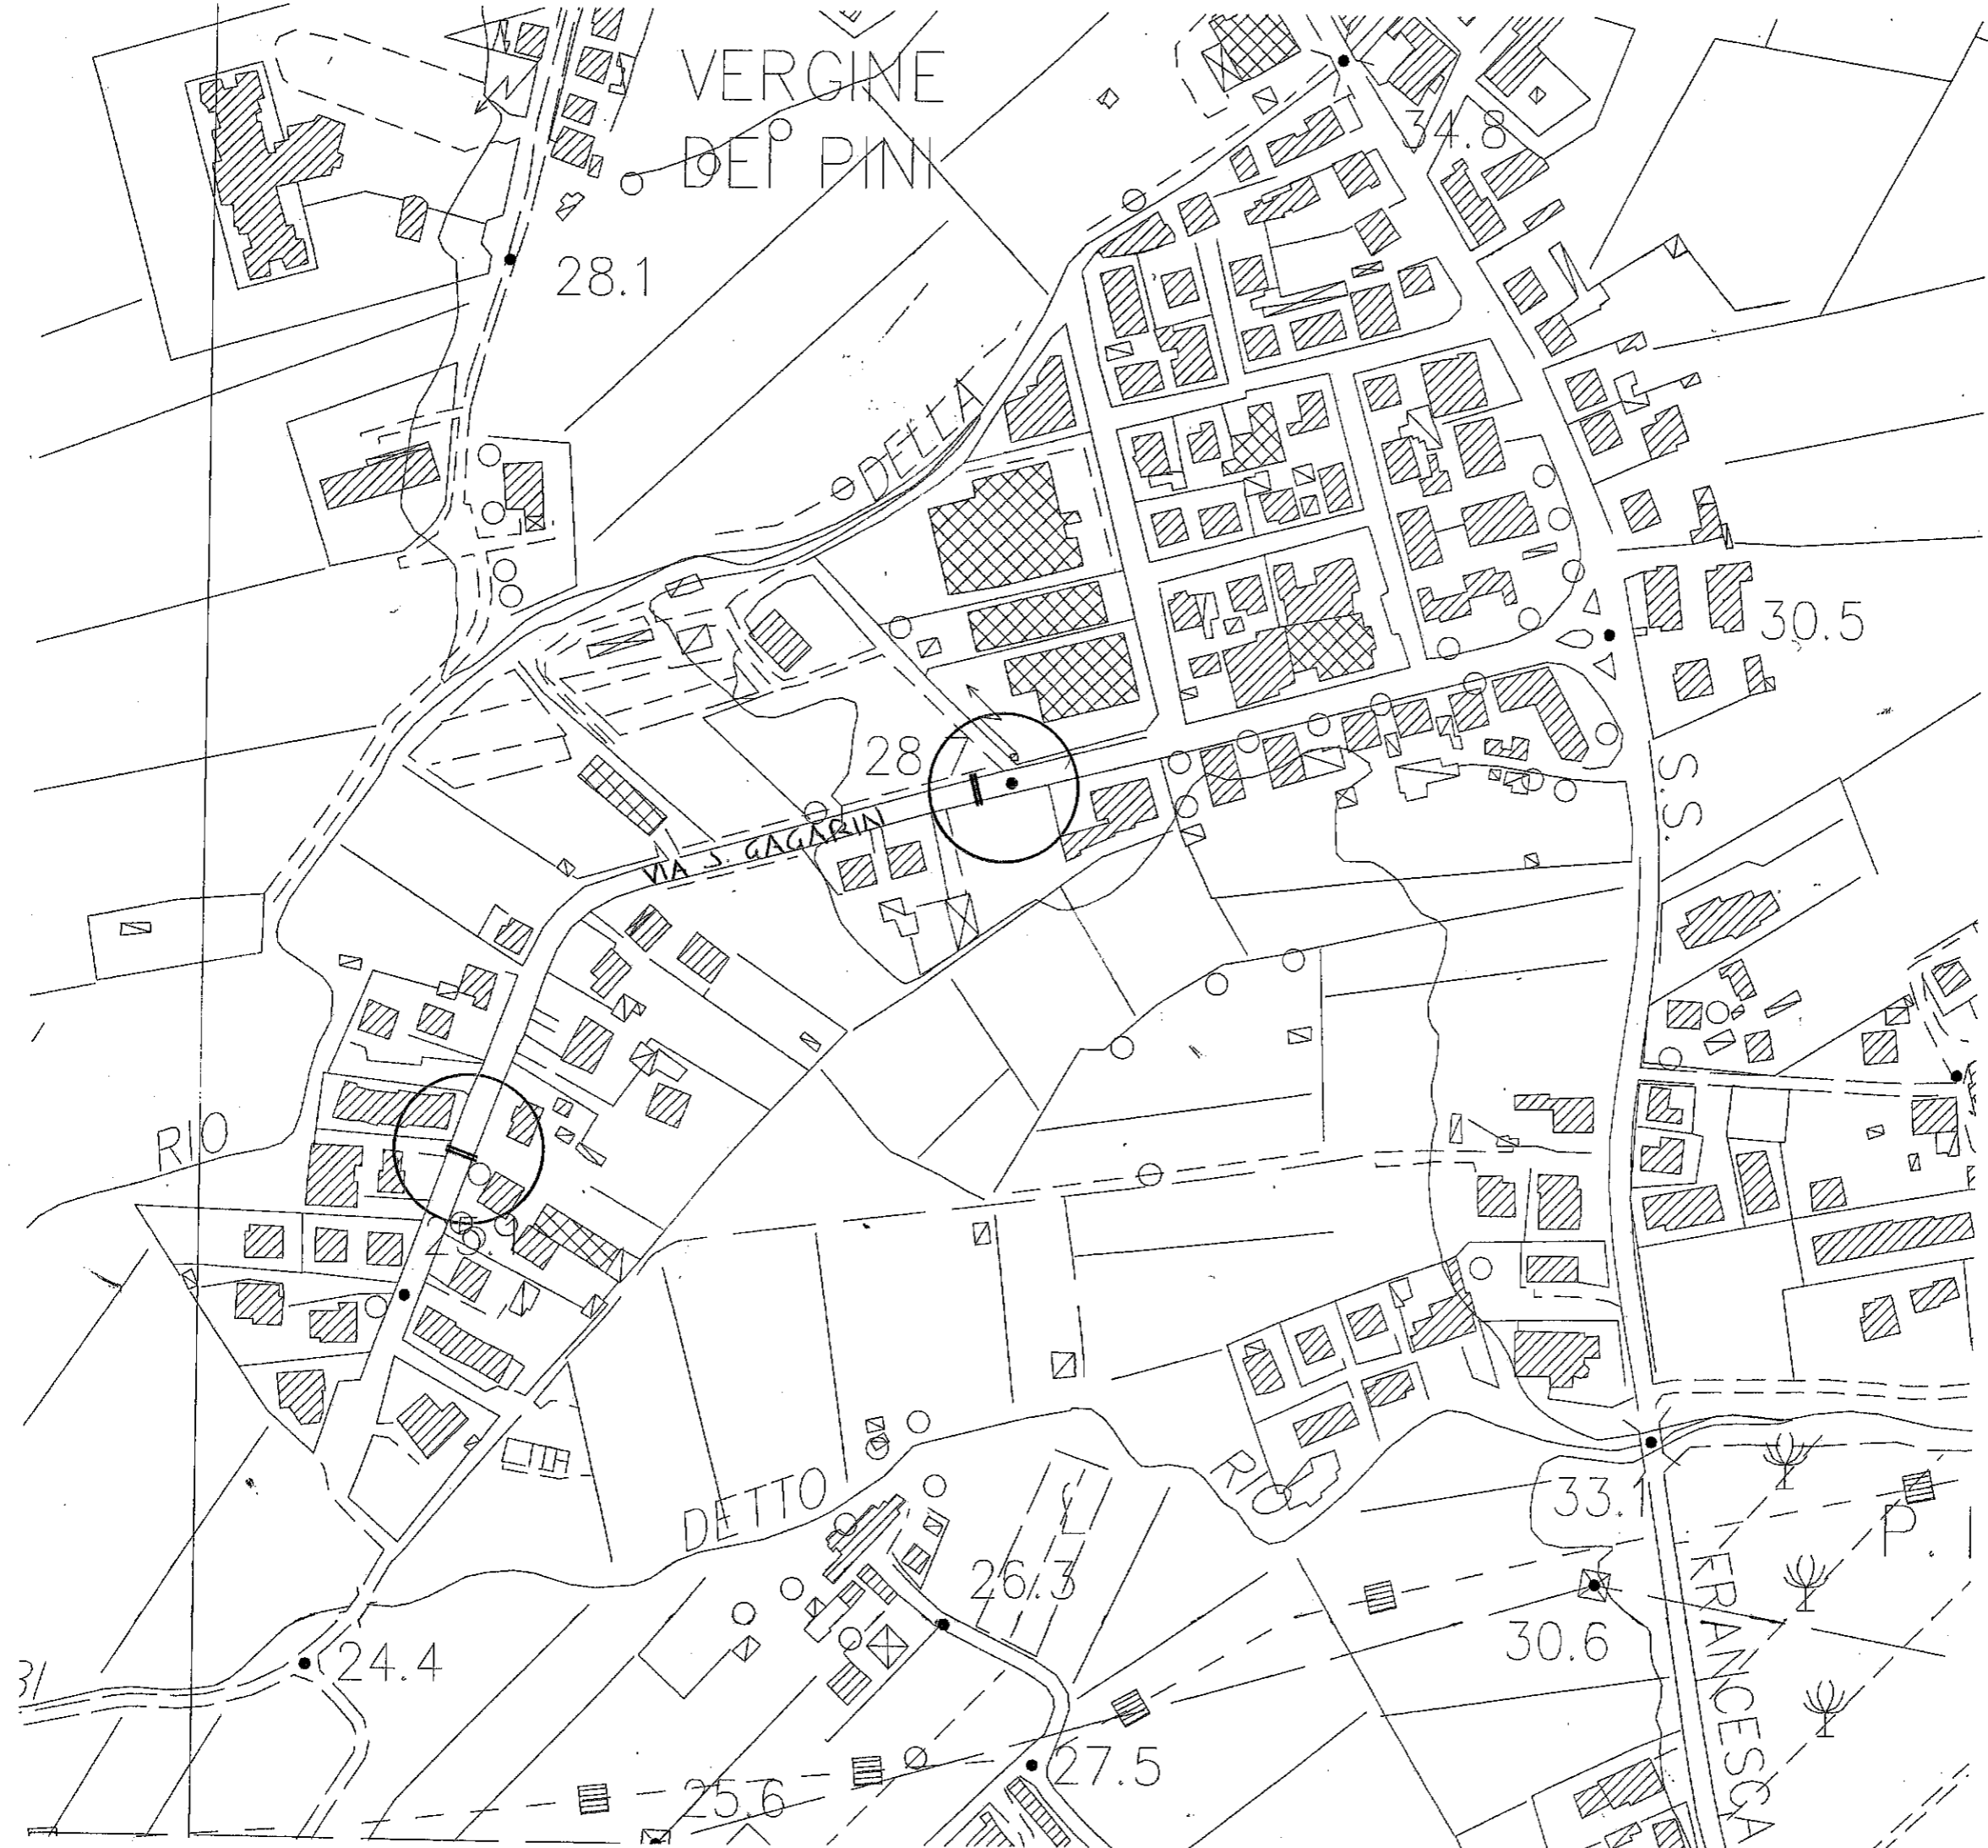 VERGINE
DEI PINI
34.8
28.1
DELLA
30.5
28.7
S.S.
VIA S. GAGARIN
RIO
DETTO
RIO
33.1
P.
26.3
24.4
30.6
FRANCESCA
27.5
25.6